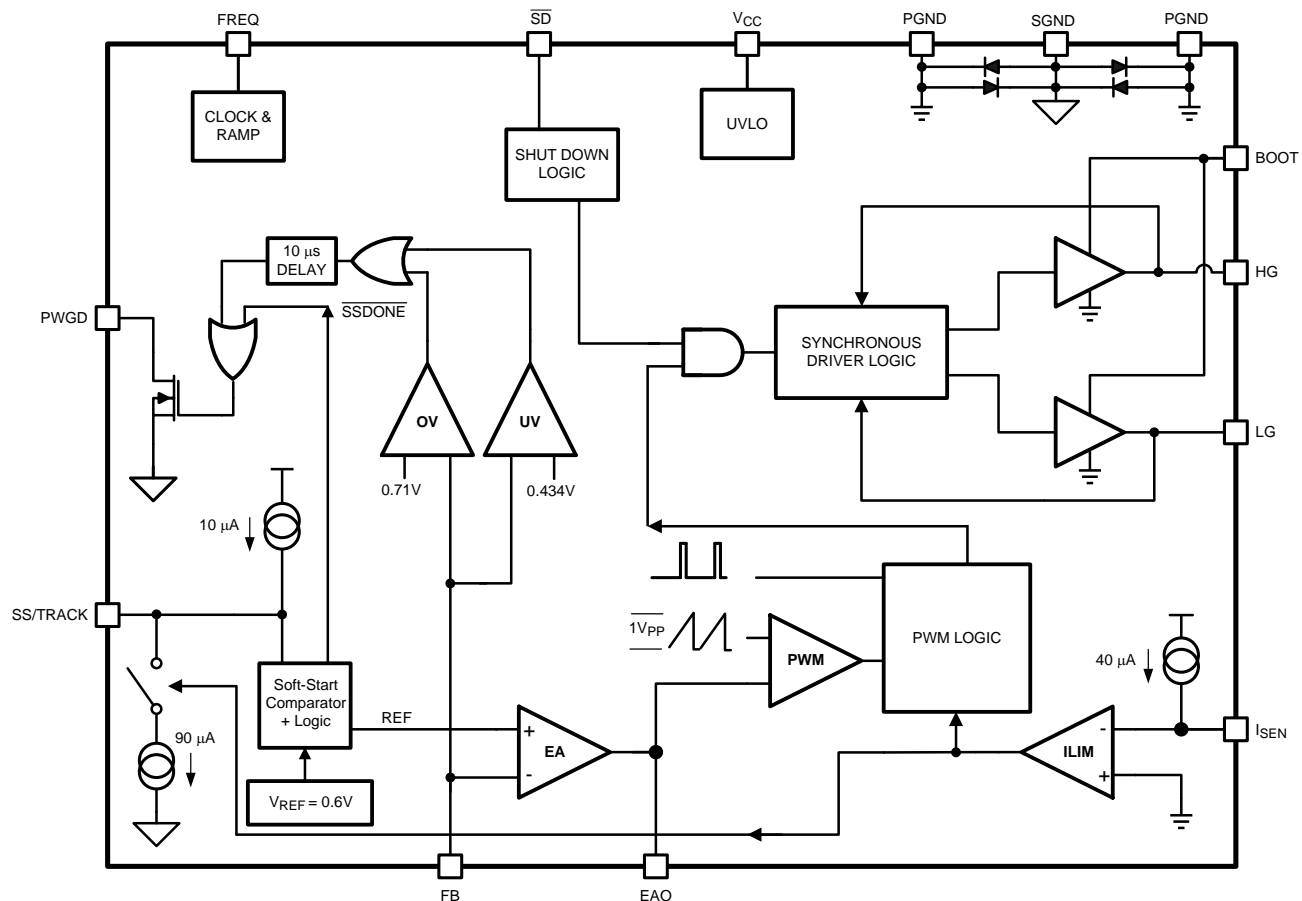 FREQ
SD
VCC
PGND
SGND
PGND
CLOCK &
RAMP
UVLO
SHUT DOWN
LOGIC
BOOT
10 μs
DELAY
HG
PWGD
SSDONE
SYNCHRONOUS
DRIVER LOGIC
OV
UV
LG
0.71V
0.434V
10 μA
SS/TRACK
1VPP
PWM
PWM LOGIC
40 μA
Soft-Start
Comparator
+ Logic
REF
+
EA
-
90 μA
-
ILIM
+
ISEN
VREF = 0.6V
FB
EAO